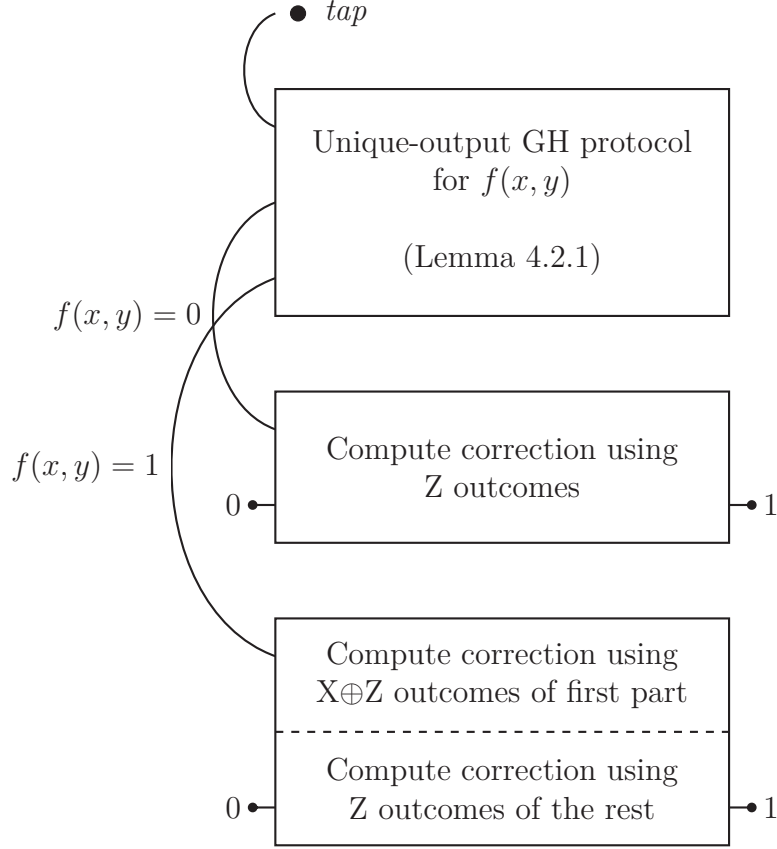 tap
Unique-output GH protocol
for f(x, y)
(Lemma 4.2.1)
f(x, y) = 0
Compute correction using
Z outcomes
f(x, y) = 1
0
1
Compute correction using
X⊕Z outcomes of first part
Compute correction using
Z outcomes of the rest
0
1